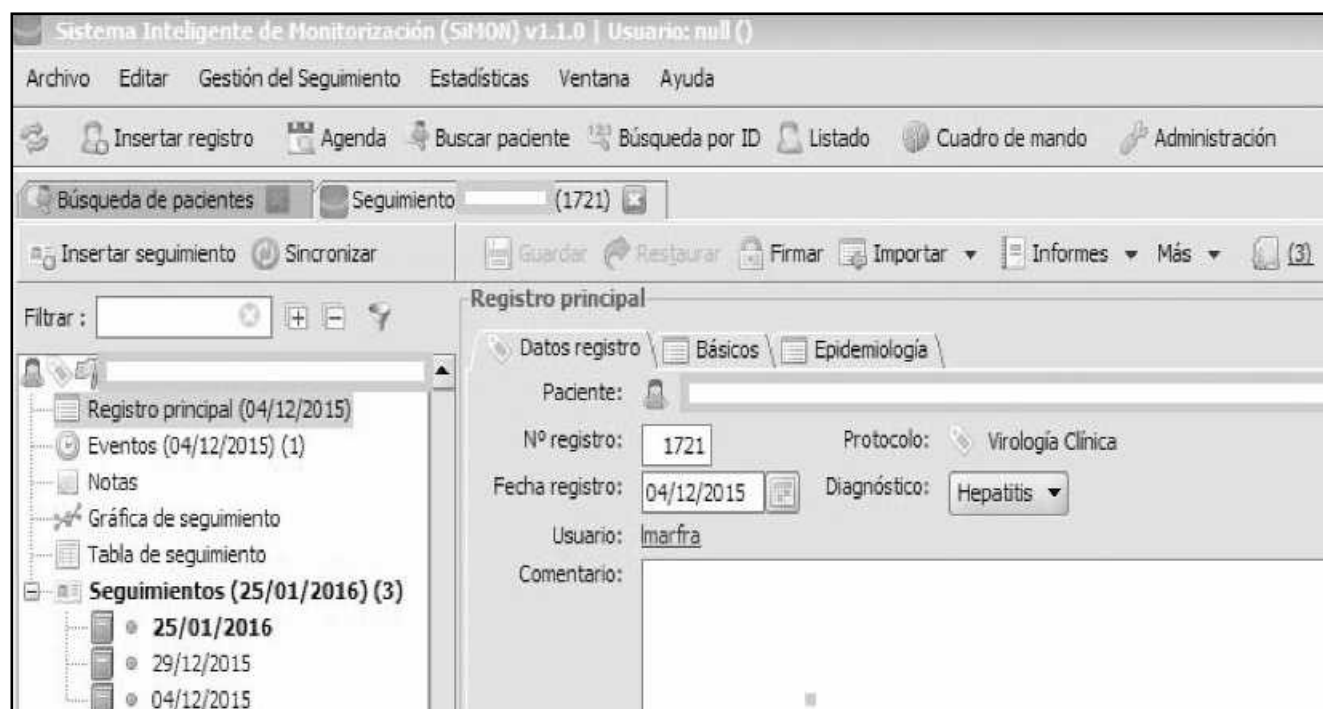 Sistema Inteligente de Monitorización (SiMON) v1.1.0 | Usuario: null ()
Archivo Editar Gestión del Seguimiento Estadísticas Ventana Ayuda
Insertar registro Agenda Buscar paciente Búsqueda por ID Listado Cuadro de mando Administración
Búsqueda de pacientes Seguimiento (1721)
Insertar seguimiento Sincronizar
Guardar Restaurar Firmar Importar Informes Más (3)
Filtrar :
Registro principal (04/12/2015)
Eventos (04/12/2015) (1)
Notas
Gráfica de seguimiento
Tabla de seguimiento
Seguimientos (25/01/2016) (3)
25/01/2016
29/12/2015
04/12/2015
Registro principal
Datos registro Básicos Epidemiología
Paciente:
Nº registro: 1721 Protocolo: Virología Clínica
Fecha registro: 04/12/2015 Diagnóstico: Hepatitis
Usuario: lmarfra
Comentario: